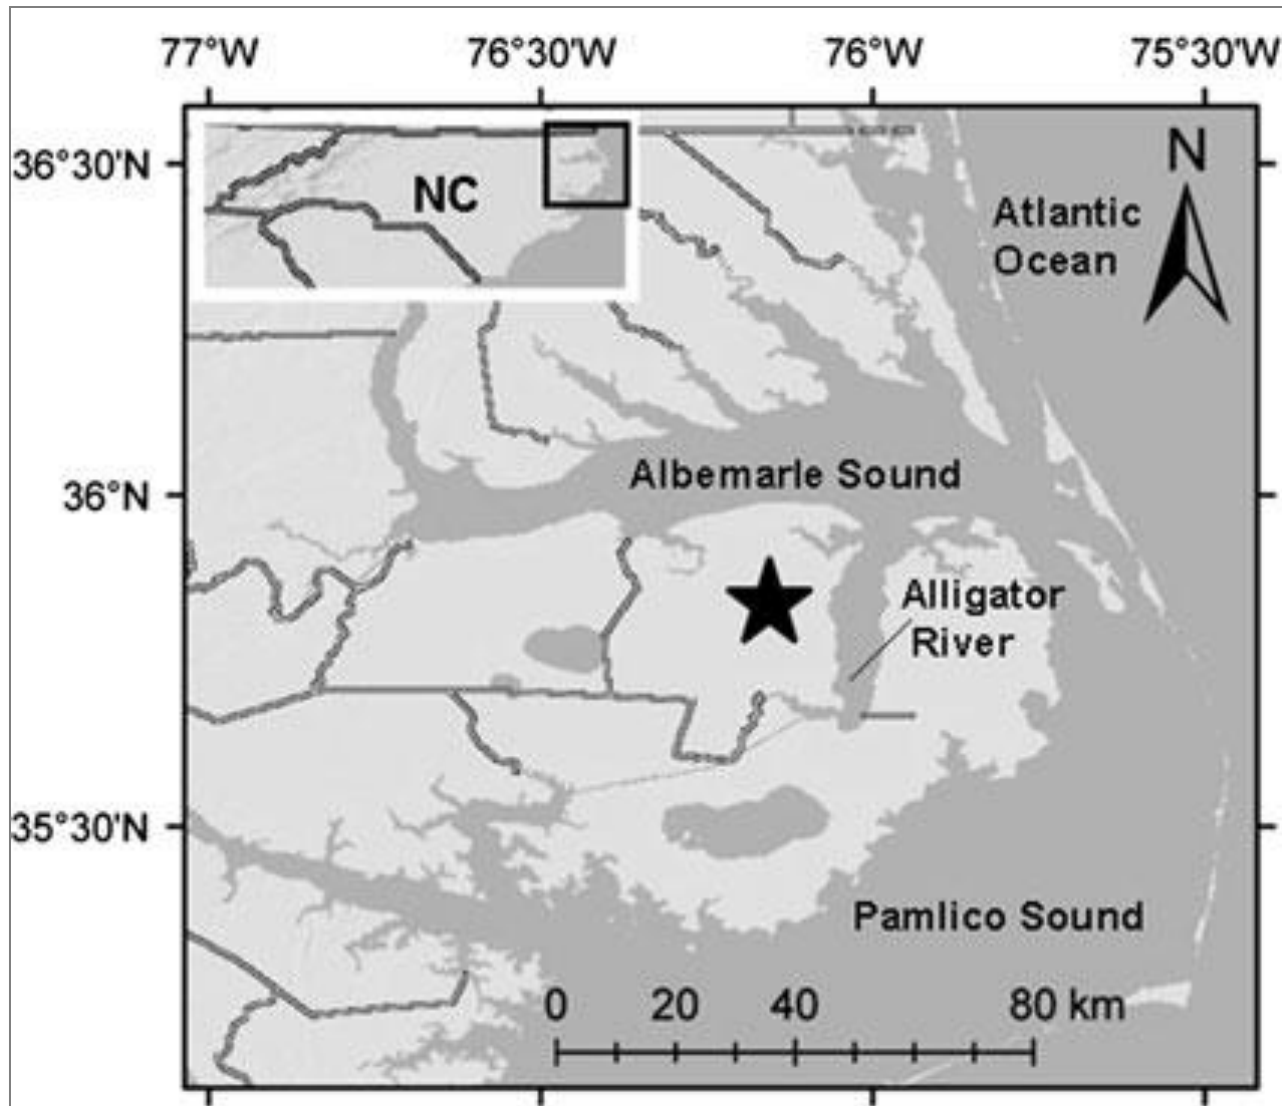 77°W 76°30'W 76°W 75°30'W
36°30'N
NC
N
Atlantic
Ocean
36°N
Albemarle Sound
Alligator
River
35°30'N
Pamlico Sound
0 20 40 80 km